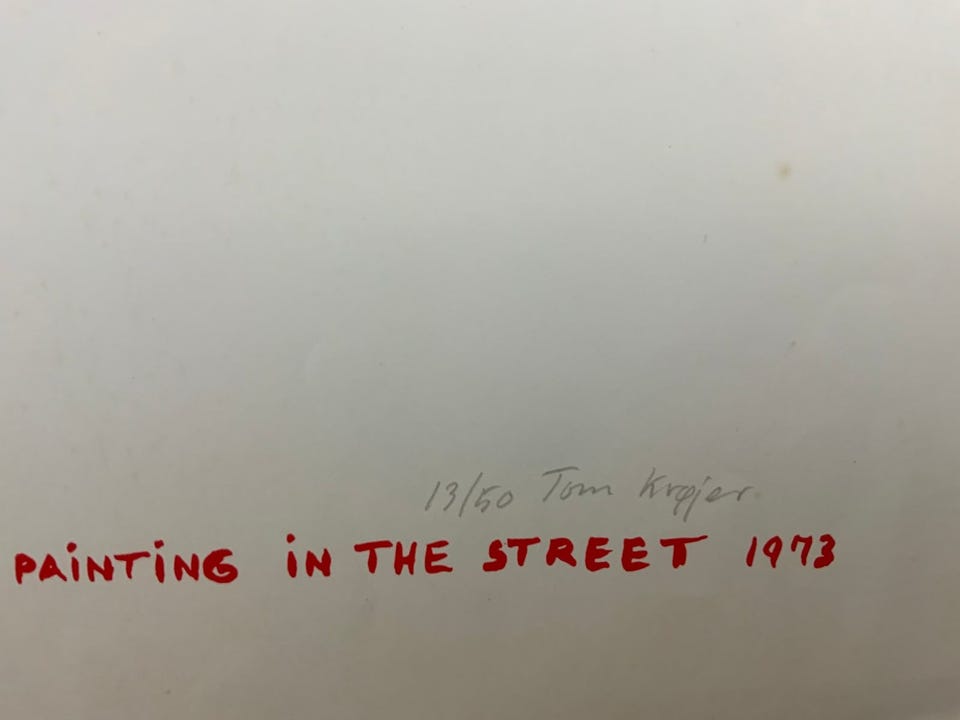 13/50 Tom Krøjer
PAiNTiNG iN THE STREET 1973